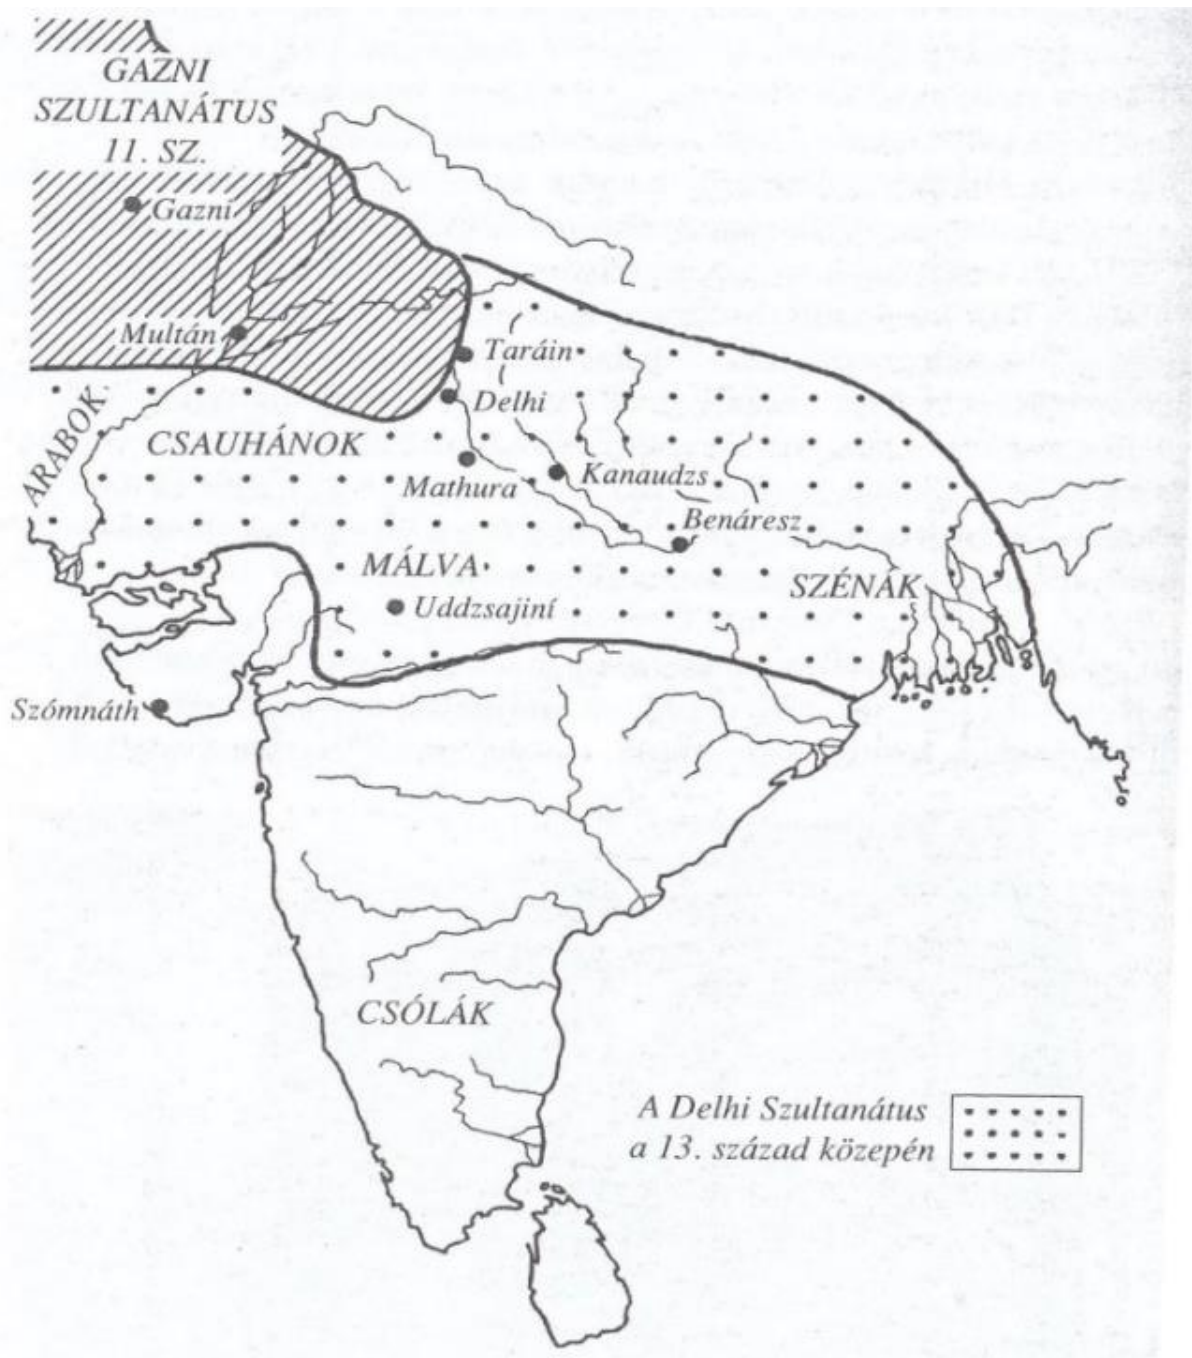 GAZNI
SZULTANÁTUS
11. SZ.
Gazni
Multán
Taráin
ARABOK
Delhi
CSAUHÁNOK
Mathura
Kanaudzs
Benáresz
MÁLVA
SZÉNÁK
Uddzsajiní
Szómnáth
CSÓLÁK
A Delhi Szultanátus
a 13. század közepén